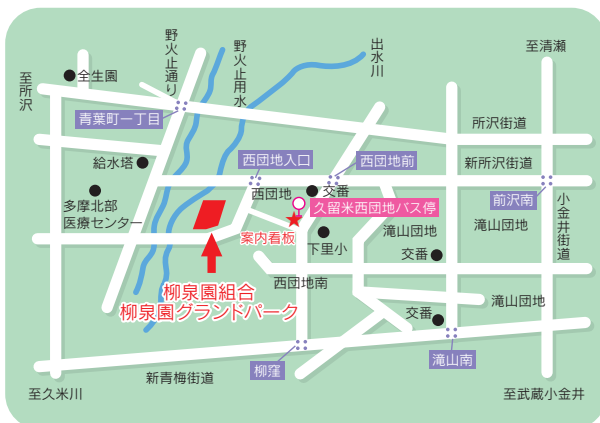 至所沢
全生園
野火止通り
野火止用水
出水川
至清瀬
青葉町一丁目
所沢街道
給水塔
西団地入口
西団地前
新所沢街道
多摩北部
医療センター
西団地
交番
久留米西団地バス停
前沢南
小金井街道
案内看板
下里小
滝山団地
滝山団地
交番
柳泉園組合
柳泉園グランドパーク
西団地南
滝山団地
交番
柳窪
滝山南
新青梅街道
至久米川
至武蔵小金井